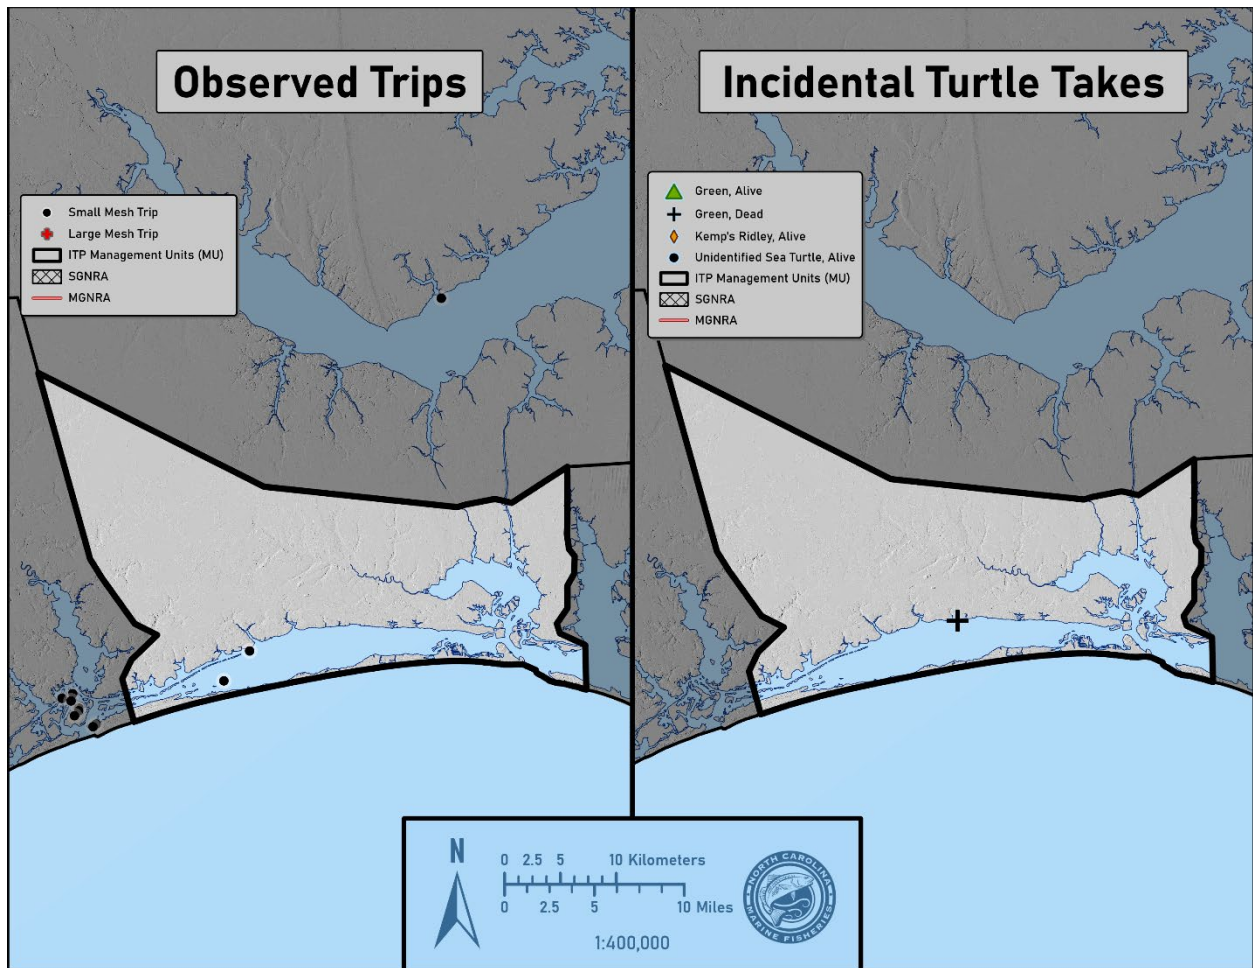 Observed Trips
Small Mesh Trip
Large Mesh Trip
ITP Management Units (MU)
SGNRA
MGNRA
Incidental Turtle Takes
Green, Alive
Green, Dead
Kemp's Ridley, Alive
Unidentified Sea Turtle, Alive
ITP Management Units (MU)
SGNRA
MGNRA
N
0 2.5 5 10 Kilometers
0 2.5 5 10 Miles
1:400,000
NORTH CAROLINA
MARINE FISHERIES